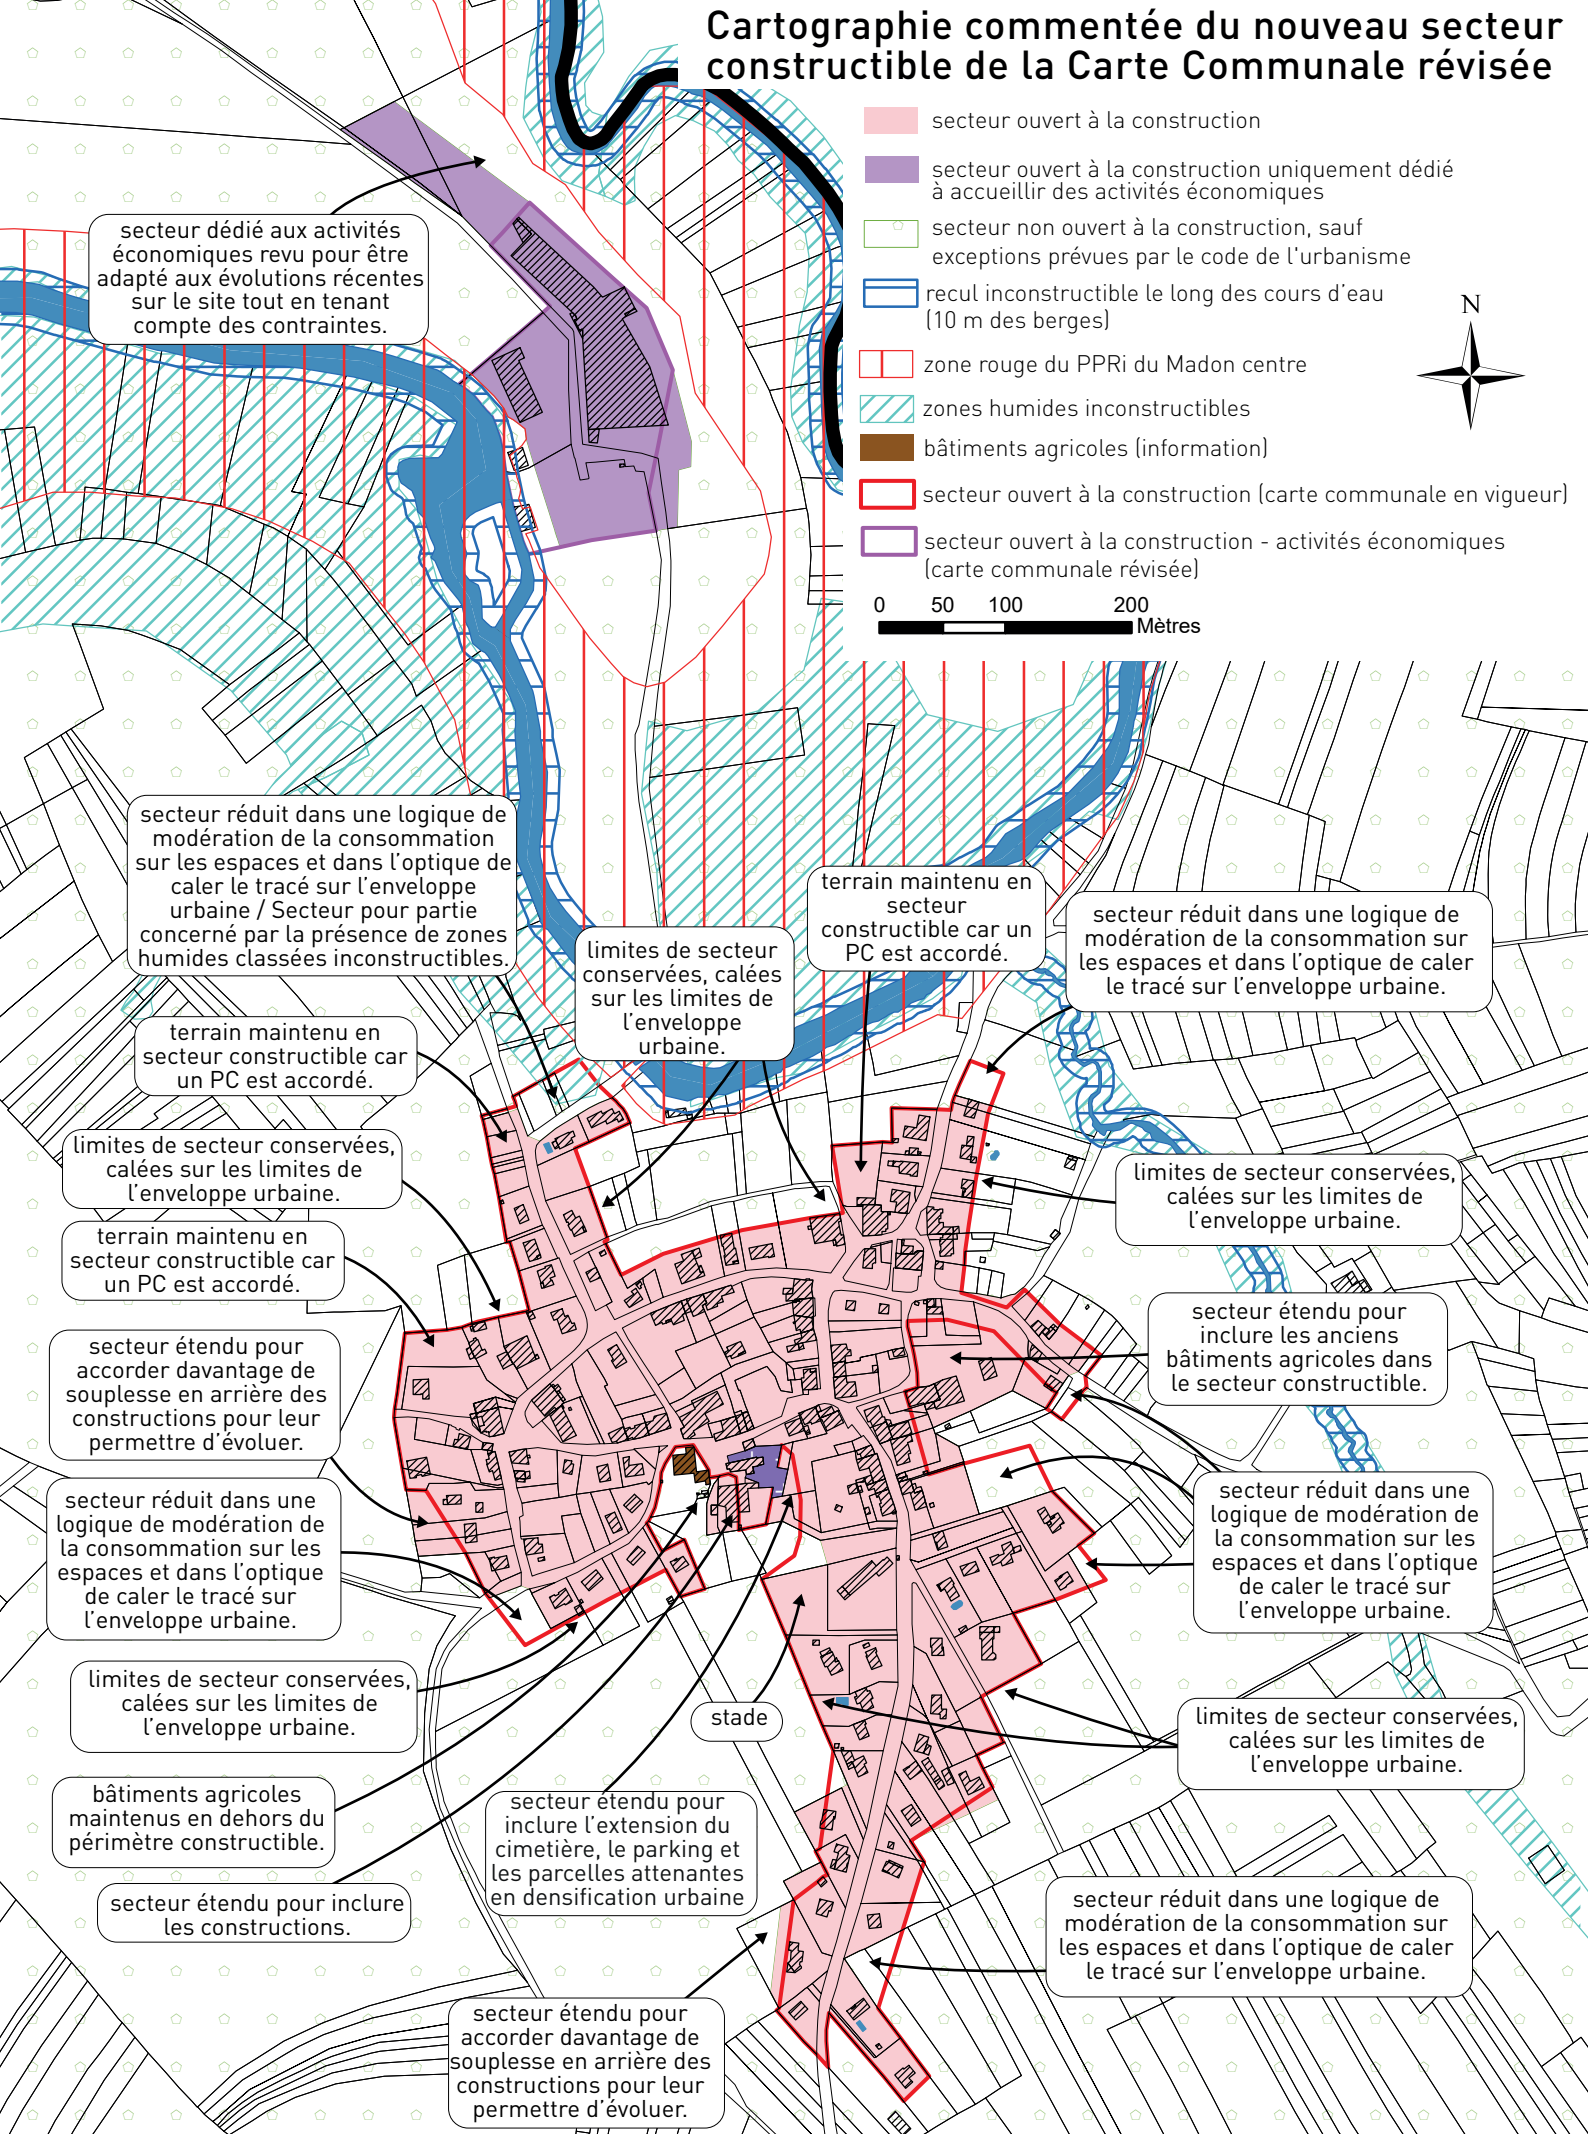 Cartographie commentée du nouveau secteur
constructible de la Carte Communale révisée
secteur ouvert à la construction
secteur ouvert à la construction uniquement dédié
à accueillir des activités économiques
secteur non ouvert à la construction, sauf
exceptions prévues par le code de l'urbanisme
recul inconstructible le long des cours d'eau
(10 m des berges)
zone rouge du PPRi du Madon centre
zones humides inconstructibles
bâtiments agricoles (information)
secteur ouvert à la construction (carte communale en vigueur)
secteur ouvert à la construction - activités économiques
(carte communale révisée)
N
0 50 100 200
Mètres
secteur dédié aux activités
économiques revu pour être
adapté aux évolutions récentes
sur le site tout en tenant
compte des contraintes.
secteur réduit dans une logique de
modération de la consommation
sur les espaces et dans l'optique de
caler le tracé sur l'enveloppe
urbaine / Secteur pour partie
concerné par la présence de zones
humides classées inconstructibles.
limites de secteur
conservées, calées
sur les limites de
l'enveloppe
urbaine.
terrain maintenu en
secteur
constructible car un
PC est accordé.
secteur réduit dans une logique de
modération de la consommation sur
les espaces et dans l'optique de caler
le tracé sur l'enveloppe urbaine.
terrain maintenu en
secteur constructible car
un PC est accordé.
limites de secteur conservées,
calées sur les limites de
l'enveloppe urbaine.
limites de secteur conservées,
calées sur les limites de
l'enveloppe urbaine.
terrain maintenu en
secteur constructible car
un PC est accordé.
secteur étendu pour
inclure les anciens
bâtiments agricoles dans
le secteur constructible.
secteur étendu pour
accorder davantage de
souplesse en arrière des
constructions pour leur
permettre d'évoluer.
secteur réduit dans une
logique de modération de
la consommation sur les
espaces et dans l'optique
de caler le tracé sur
l'enveloppe urbaine.
secteur réduit dans une
logique de modération de
la consommation sur les
espaces et dans l'optique
de caler le tracé sur
l'enveloppe urbaine.
limites de secteur conservées,
calées sur les limites de
l'enveloppe urbaine.
stade
limites de secteur conservées,
calées sur les limites de
l'enveloppe urbaine.
bâtiments agricoles
maintenus en dehors du
périmètre constructible.
secteur étendu pour
inclure l'extension du
cimetière, le parking et
les parcelles attenantes
en densification urbaine
secteur étendu pour inclure
les constructions.
secteur réduit dans une logique de
modération de la consommation sur
les espaces et dans l'optique de caler
le tracé sur l'enveloppe urbaine.
secteur étendu pour
accorder davantage de
souplesse en arrière des
constructions pour leur
permettre d'évoluer.